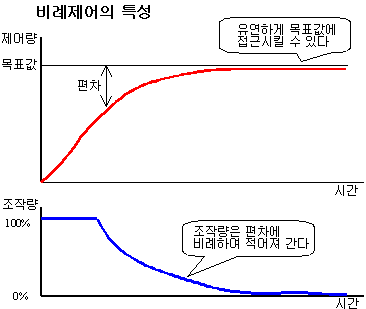 비례제어의 특성
제어량
유연하게 목표값에
접근시킬 수 있다
목표값
편차
시간
조작량
100%
조작량은 편차에
비례하며 적어져 간다
0%
시간